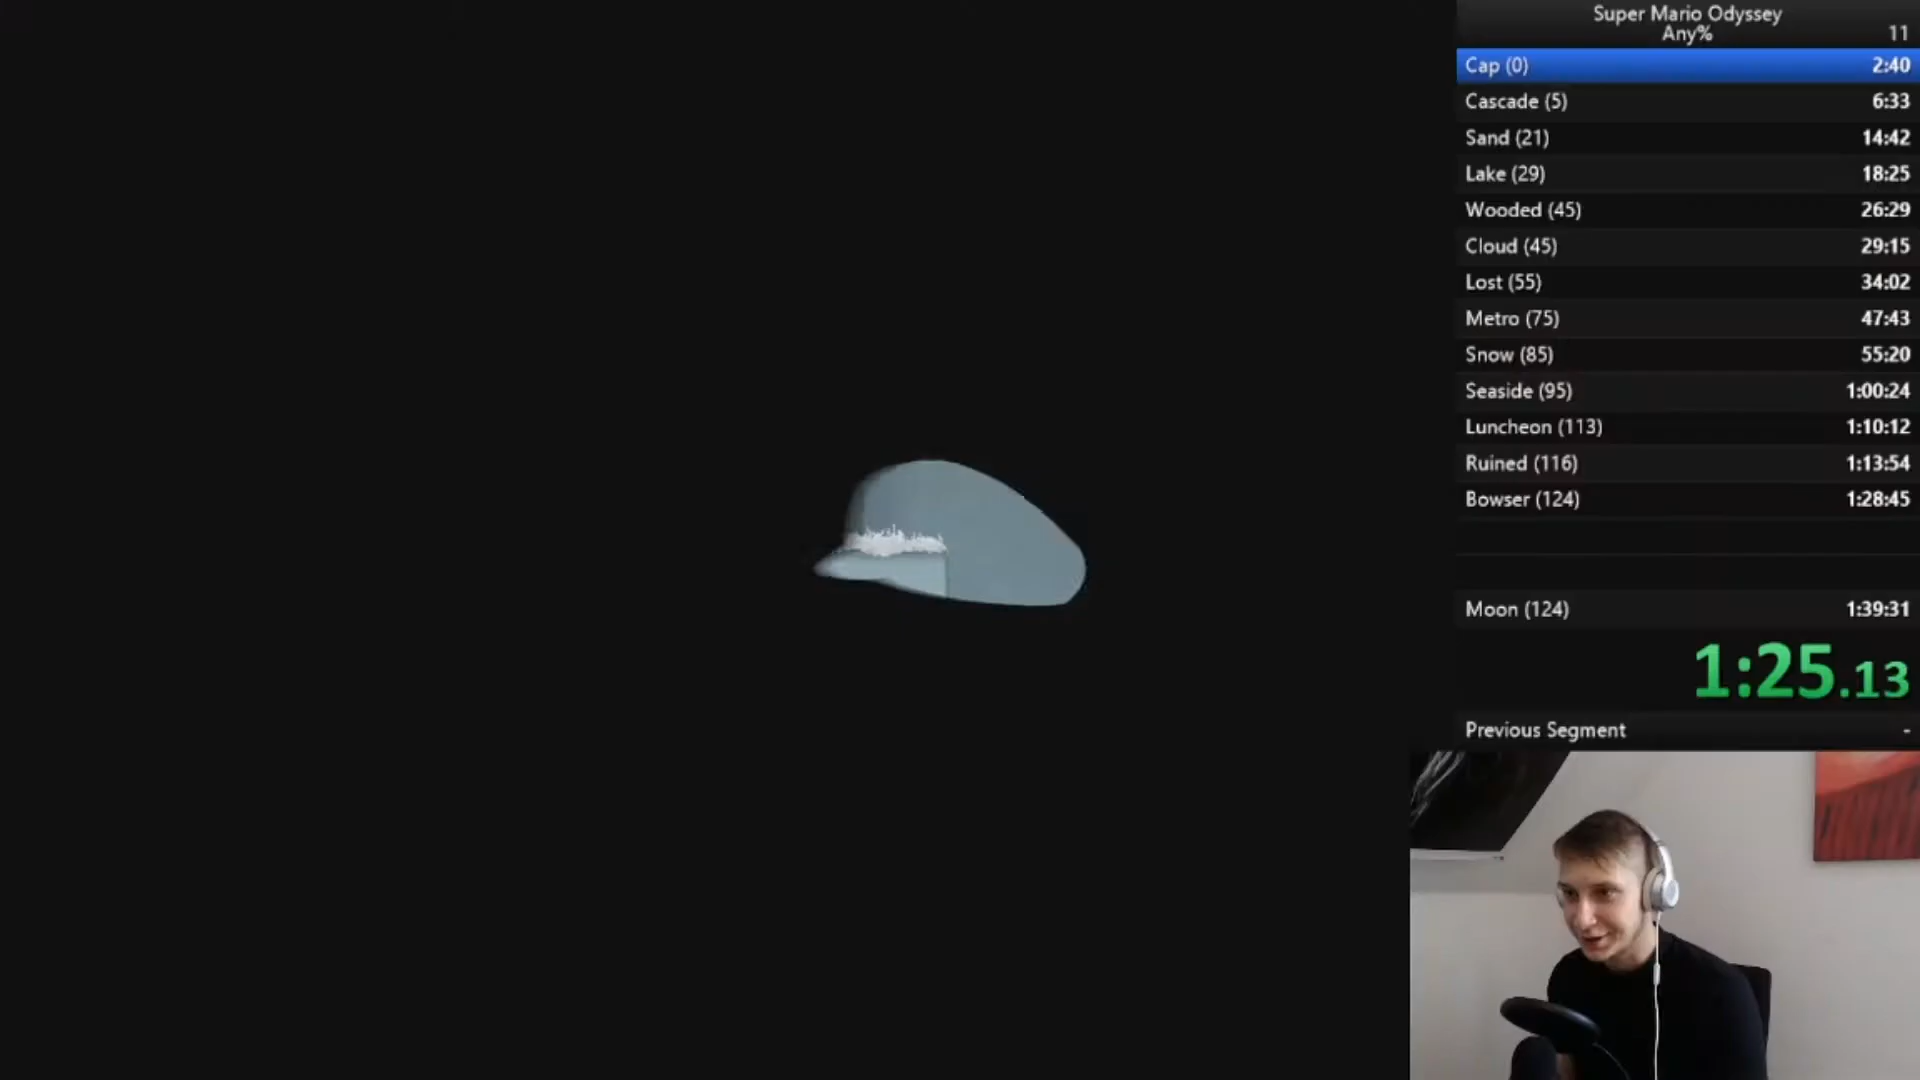 Super Mario Odyssey
Any%
11
Cap (0) 2:40
Cascade (5) 6:33
Sand (21) 14:42
Lake (29) 18:25
Wooded (45) 26:29
Cloud (45) 29:15
Lost (55) 34:02
Metro (75) 47:43
Snow (85) 55:20
Seaside (95) 1:00:24
Luncheon (113) 1:10:12
Ruined (116) 1:13:54
Bowser (124) 1:28:45
Moon (124) 1:39:31
1:25.13
Previous Segment -